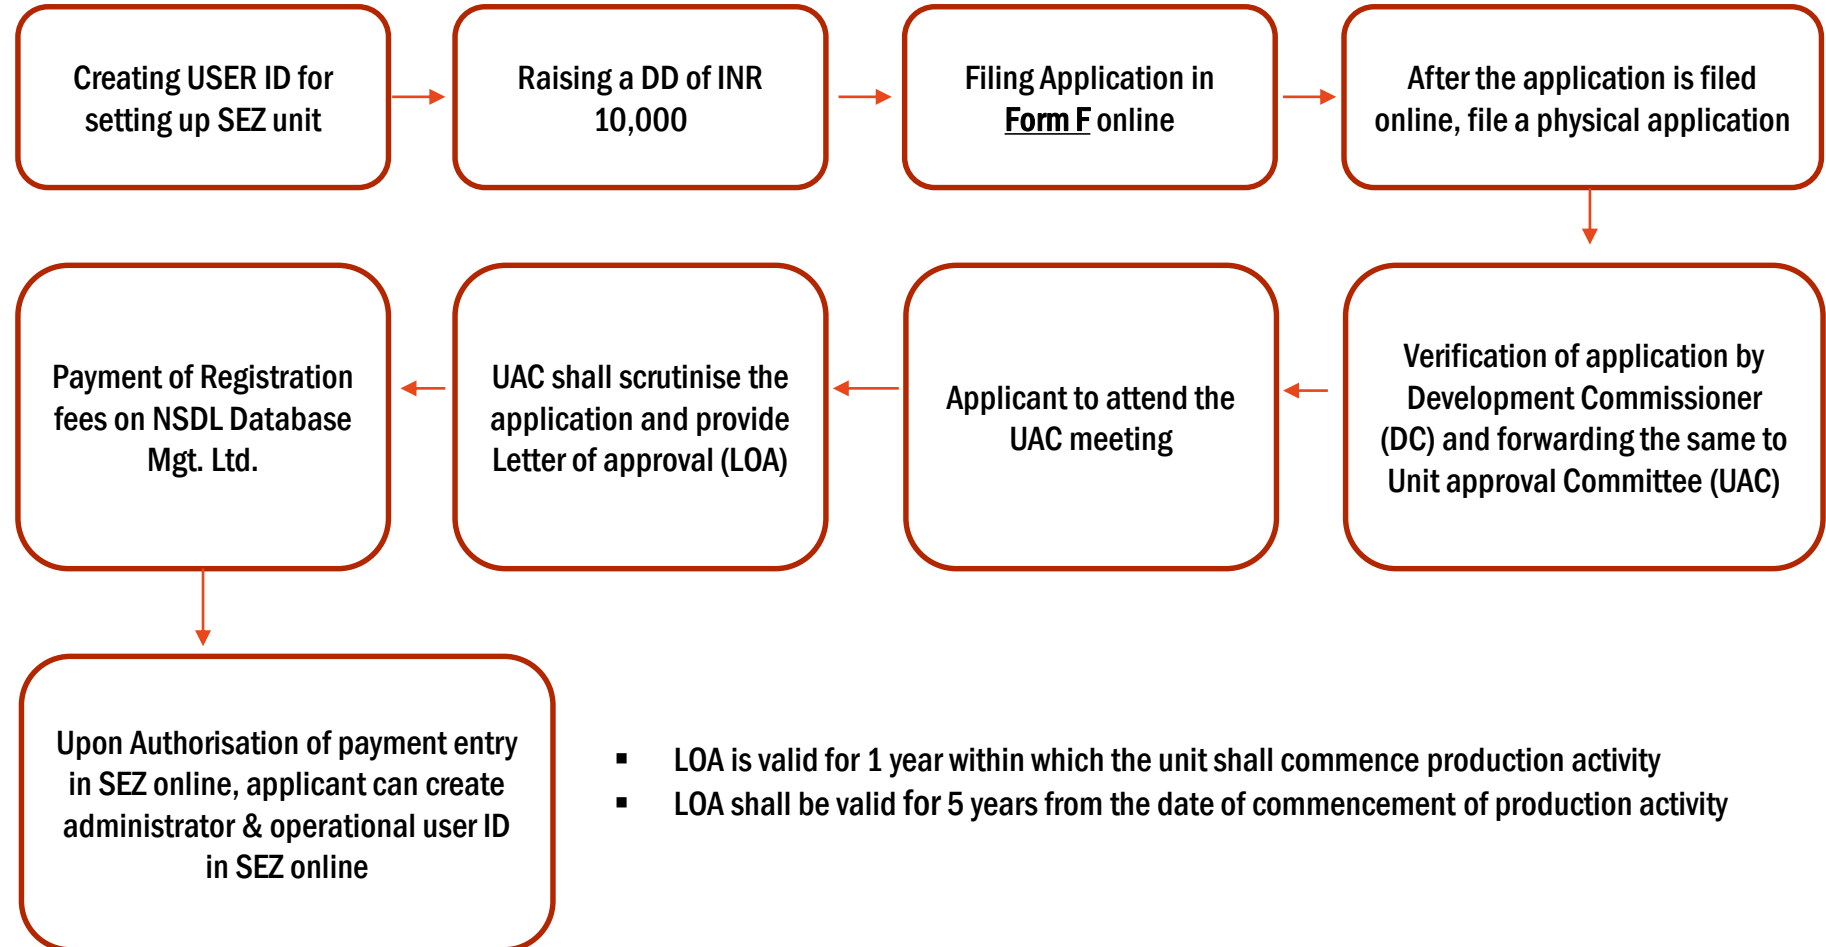 Creating USER ID for
setting up SEZ unit
Raising a DD of INR
10,000
Filing Application in
Form F online
After the application is filed
online, file a physical application
Verification of application by
Development Commissioner
(DC) and forwarding the same to
Unit approval Committee (UAC)
Applicant to attend the
UAC meeting
UAC shall scrutinise the
application and provide
Letter of approval (LOA)
Payment of Registration
fees on NSDL Database
Mgt. Ltd.
Upon Authorisation of payment entry
in SEZ online, applicant can create
administrator & operational user ID
in SEZ online
▪ LOA is valid for 1 year within which the unit shall commence production activity
▪ LOA shall be valid for 5 years from the date of commencement of production activity